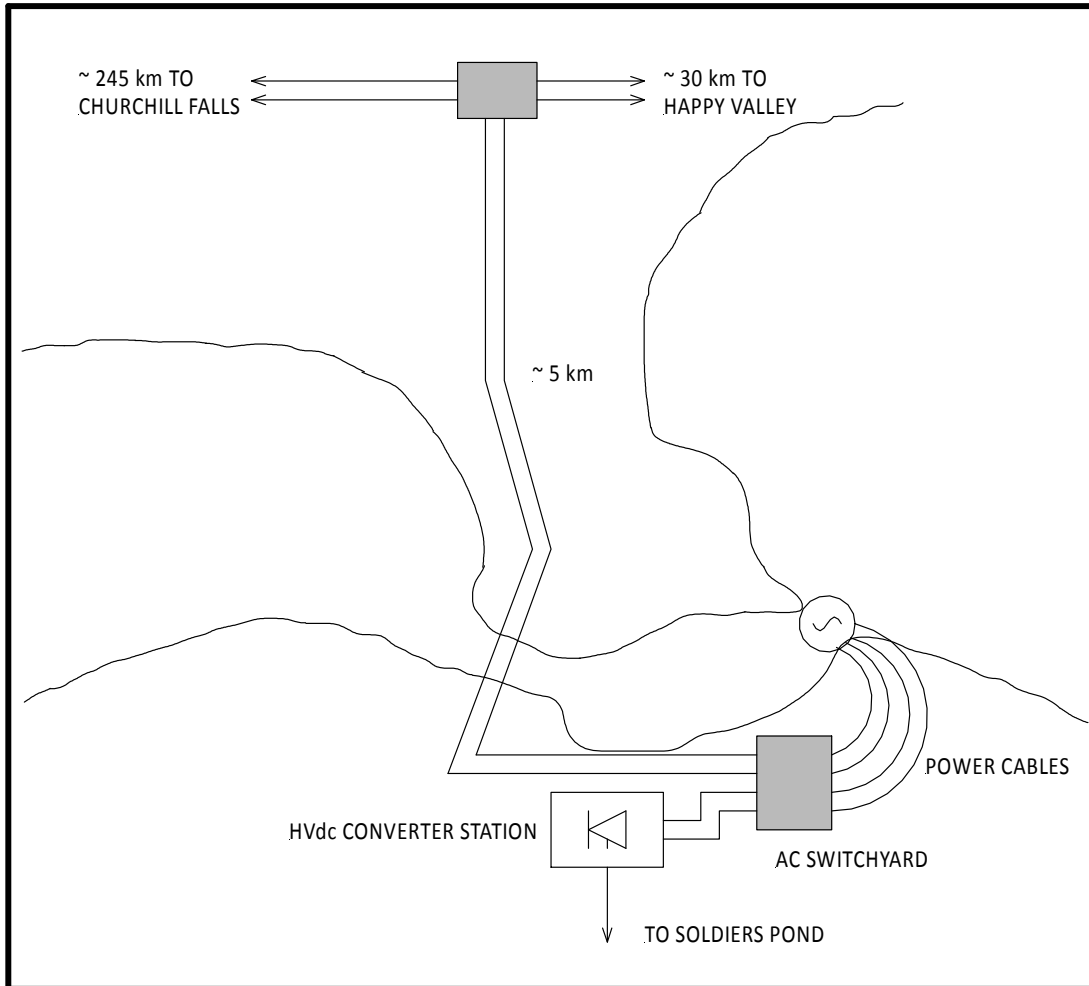 ~ 245 km TO
CHURCHILL FALLS
~ 30 km TO
HAPPY VALLEY
~ 5 km
POWER CABLES
HVdc CONVERTER STATION
AC SWITCHYARD
TO SOLDIERS POND